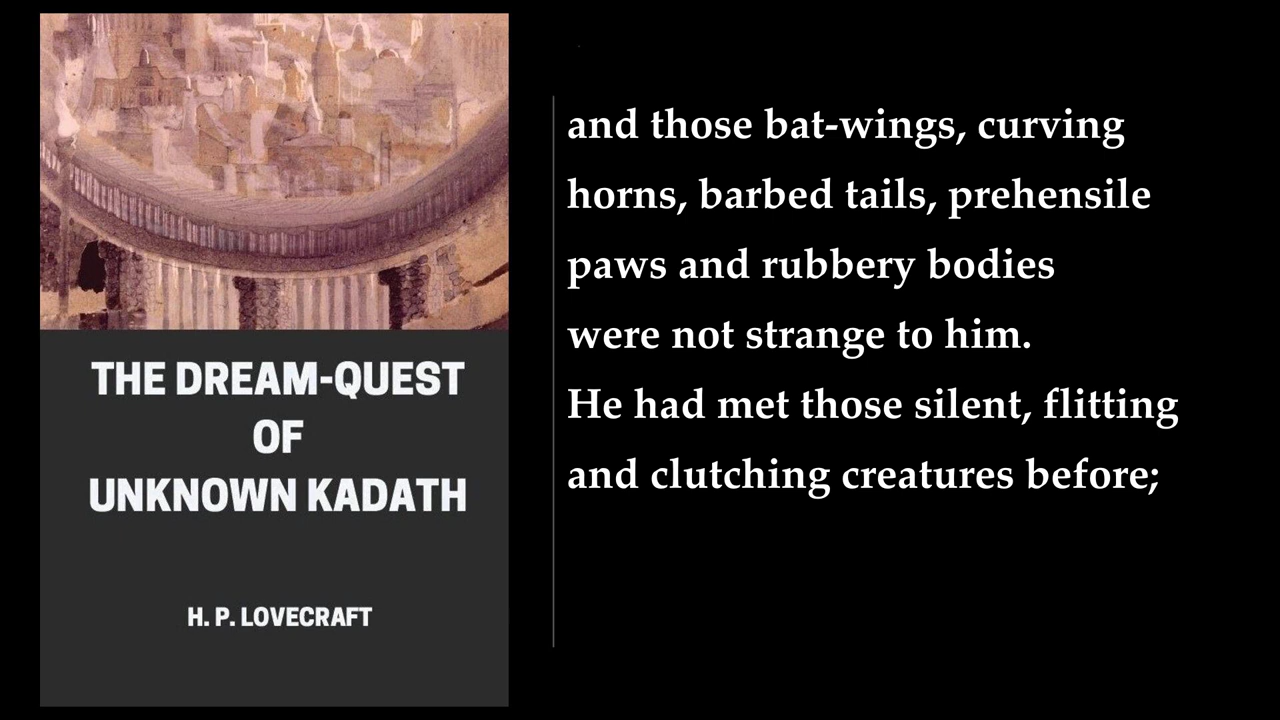 THE DREAM-QUEST
OF
UNKNOWN KADATH
H. P. LOVECRAFT
and those bat-wings, curving
horns, barbed tails, prehensile
paws and rubbery bodies
were not strange to him.
He had met those silent, flitting
and clutching creatures before;